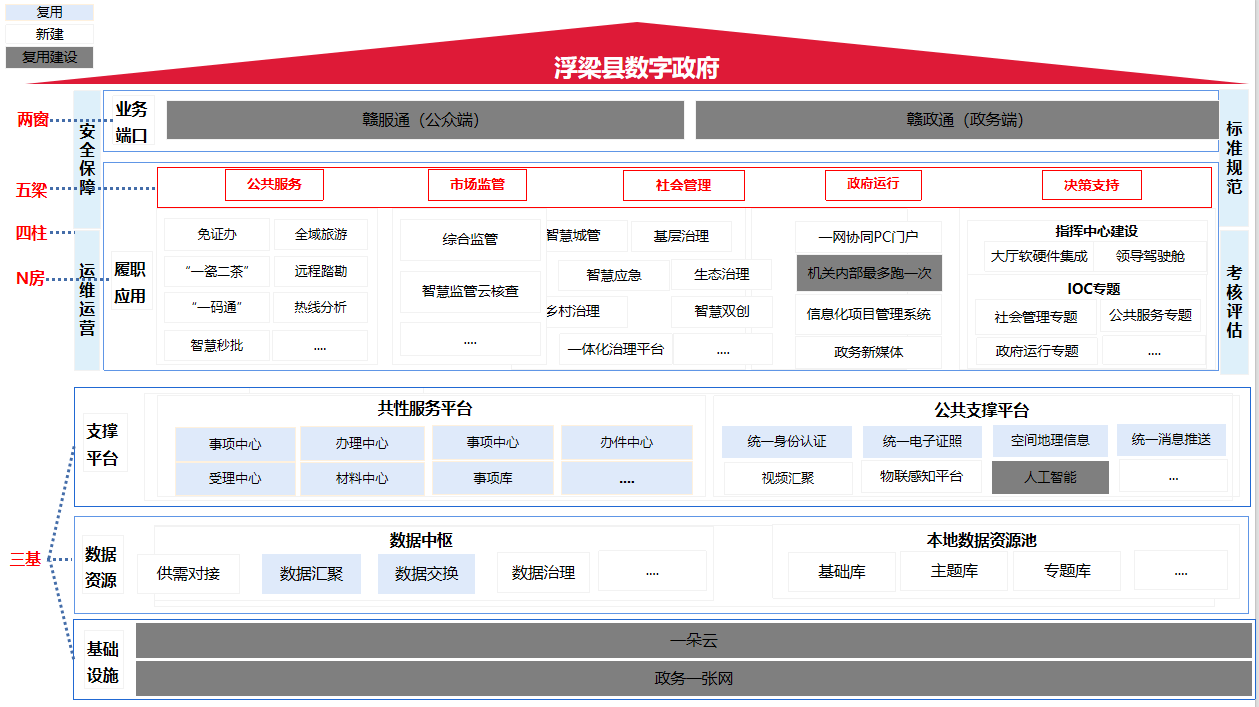 复用
新建
复用建设
浮梁县数字政府
两窗
五梁
四柱
N房
三基
安全保障
运维运营
标准规范
考核评估
业务
端口
赣服通（公众端）
赣政通（政务端）
履职
应用
公共服务
市场监管
社会管理
政府运行
决策支持
免证办
全域旅游
“一盗二茶”
远程踏勘
“一码通”
热线分析
智慧秒批
....
综合监管
智慧监管云核查
....
智慧城管
基层治理
智慧应急
生态治理
乡村治理
智慧双创
一体化治理平台
....
一网协同PC门户
机关内部最多跑一次
信息化项目管理系统
政务新媒体
指挥中心建设
大厅软硬件集成
领导驾驶舱
IOC专题
社会管理专题
公共服务专题
政府运行专题
....
支撑
平台
共性服务平台
事项中心
办理中心
事项中心
办件中心
受理中心
材料中心
事项库
....
公共支撑平台
统一身份认证
统一电子证照
空间地理信息
统一消息推送
视频汇聚
物联感知平台
人工智能
...
数据
资源
数据中枢
供需对接
数据汇聚
数据交换
数据治理
....
本地数据资源池
基础库
主题库
专题库
....
基础
设施
一朵云
政务一张网